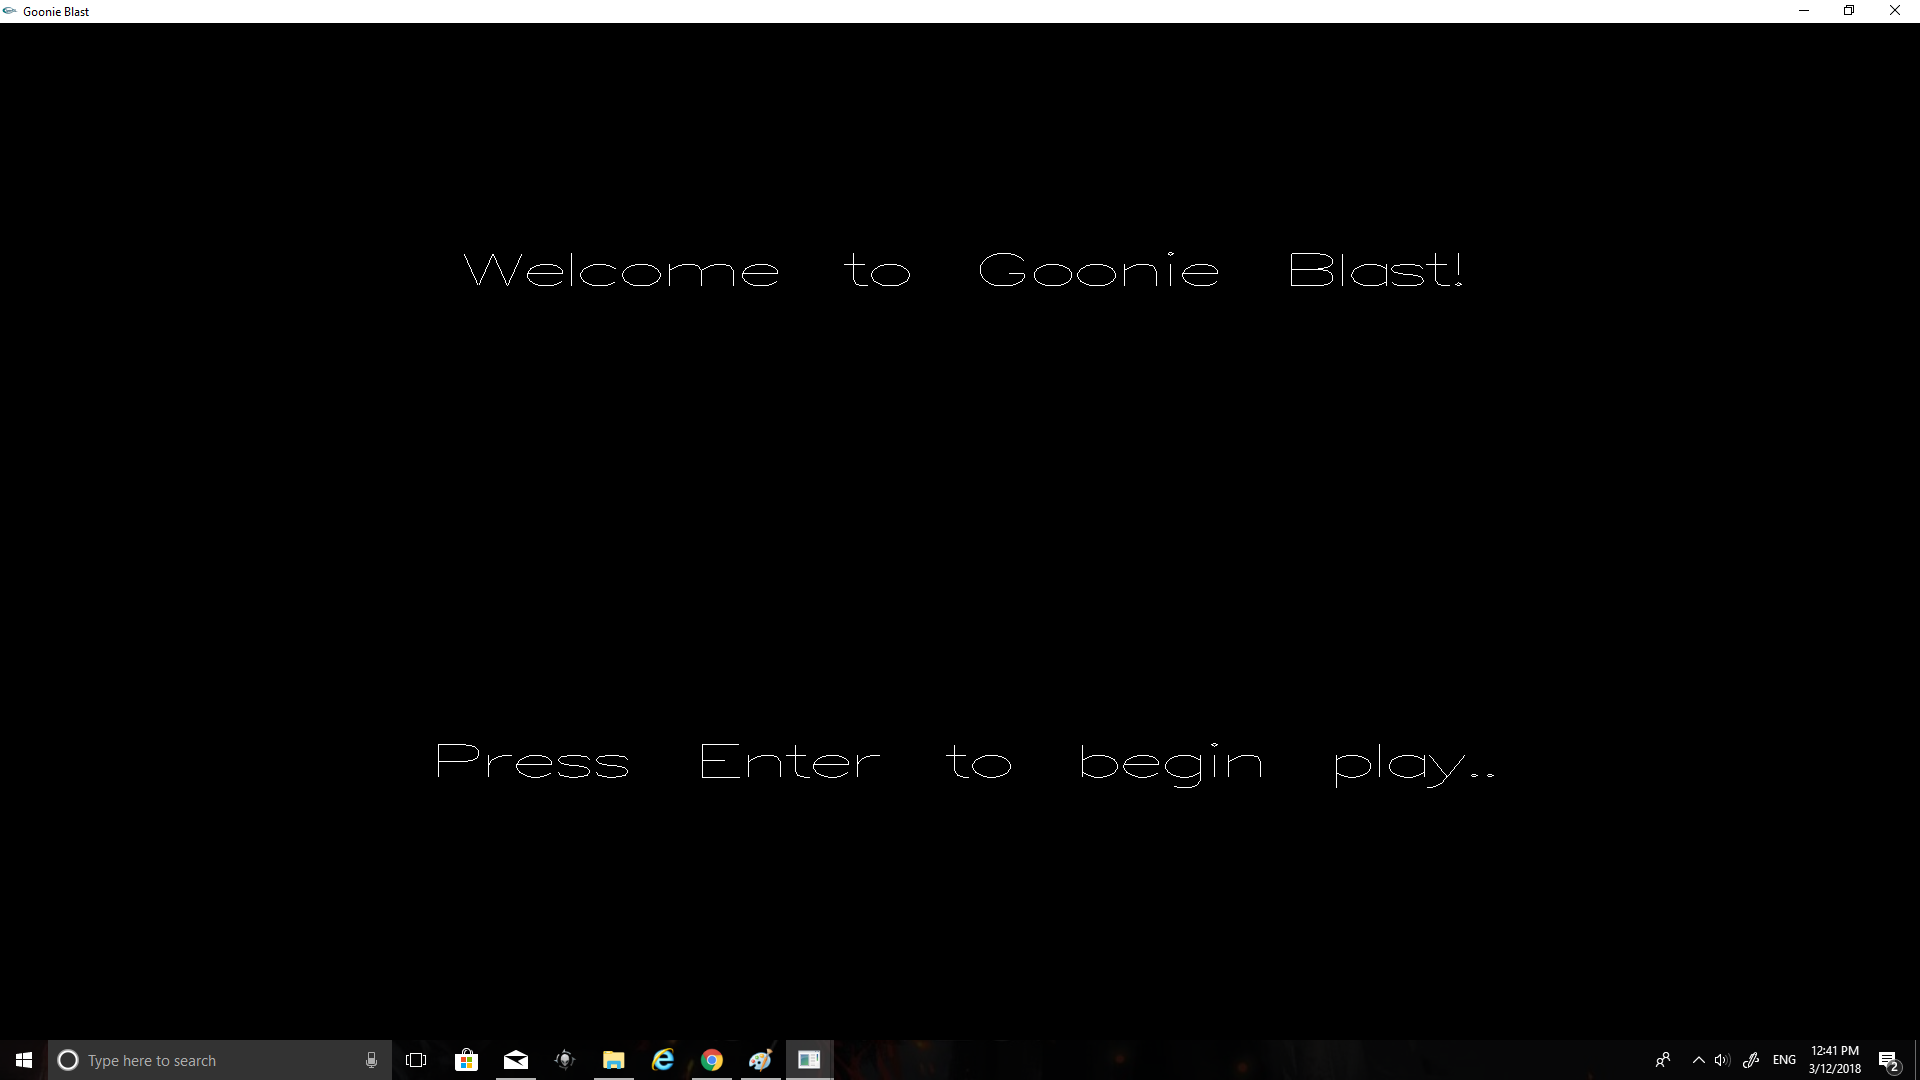 Goonie Blast
Welcome to Goonie Blast!
Press Enter to begin play..
Type here to search
ENG
12:41 PM
3/12/2018
2